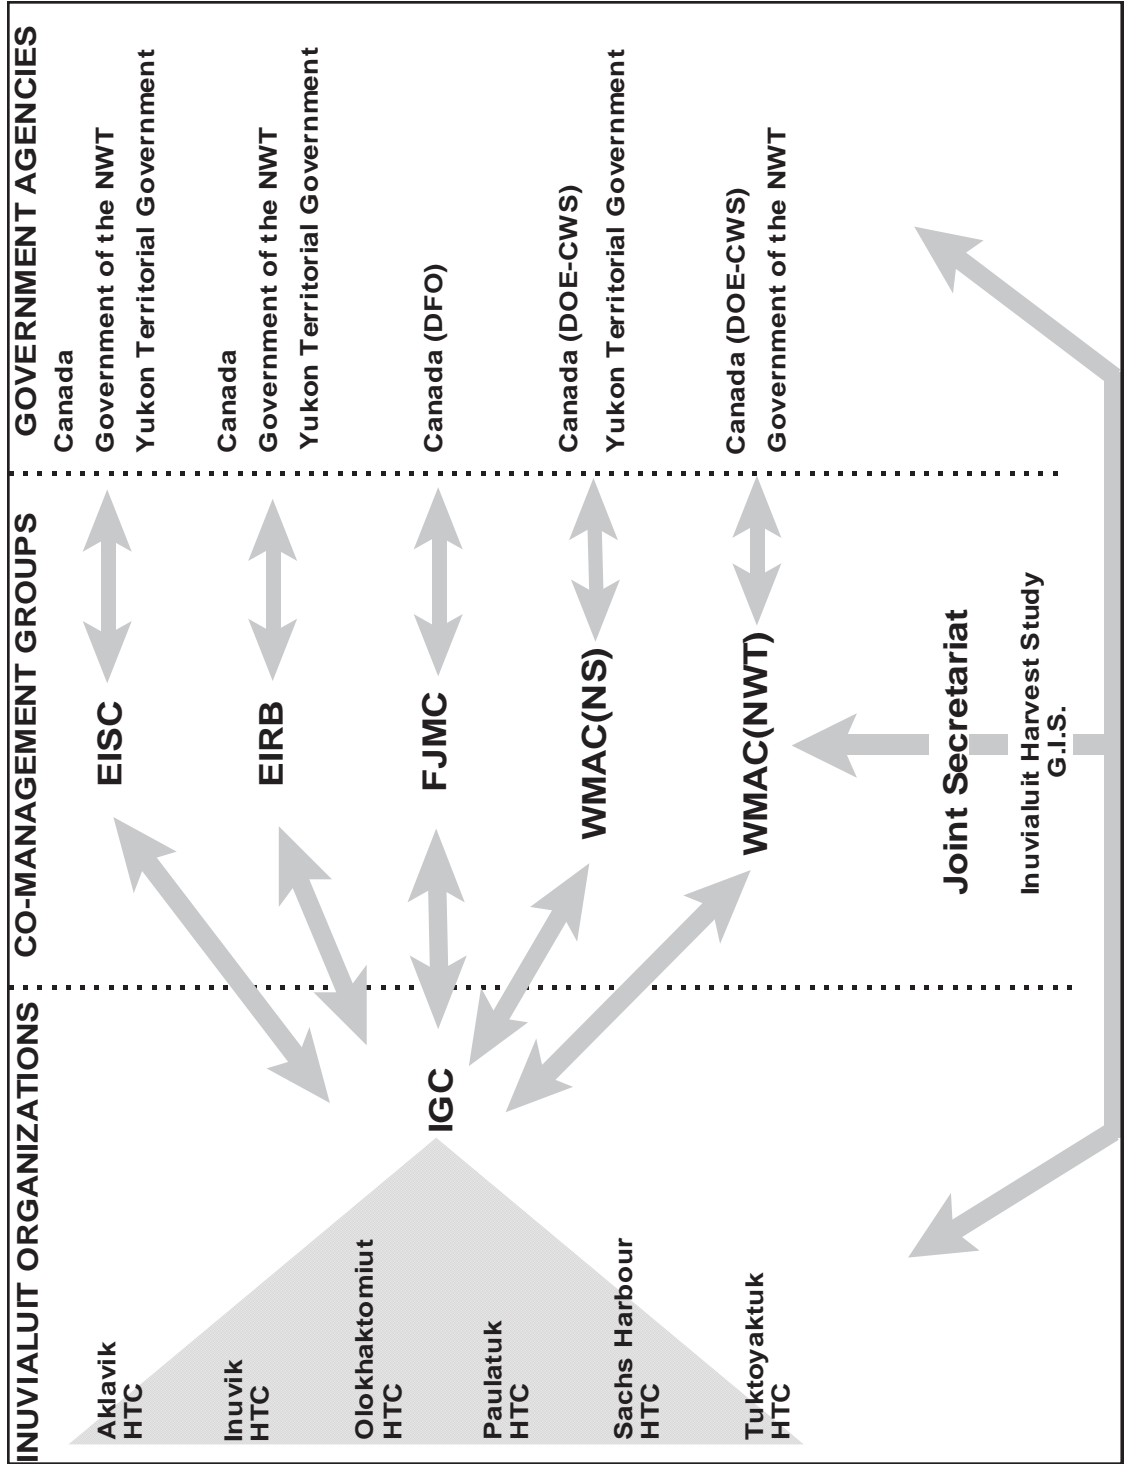 INUVIALUIT ORGANIZATIONS
CO-MANAGEMENT GROUPS
GOVERNMENT AGENCIES
Aklavik
HTC
Inuvik
HTC
Olokhaktomiut
HTC
Paulatuk
HTC
Sachs Harbour
HTC
Tuktoyaktuk
HTC
IGC
EISC
EIRB
FJMC
WMAC(NS)
WMAC(NWT)
Joint Secretariat
Inuvialuit Harvest Study
G.I.S.
Canada
Government of the NWT
Yukon Territorial Government
Canada
Government of the NWT
Yukon Territorial Government
Canada (DFO)
Canada (DOE-CWS)
Yukon Territorial Government
Canada (DOE-CWS)
Government of the NWT